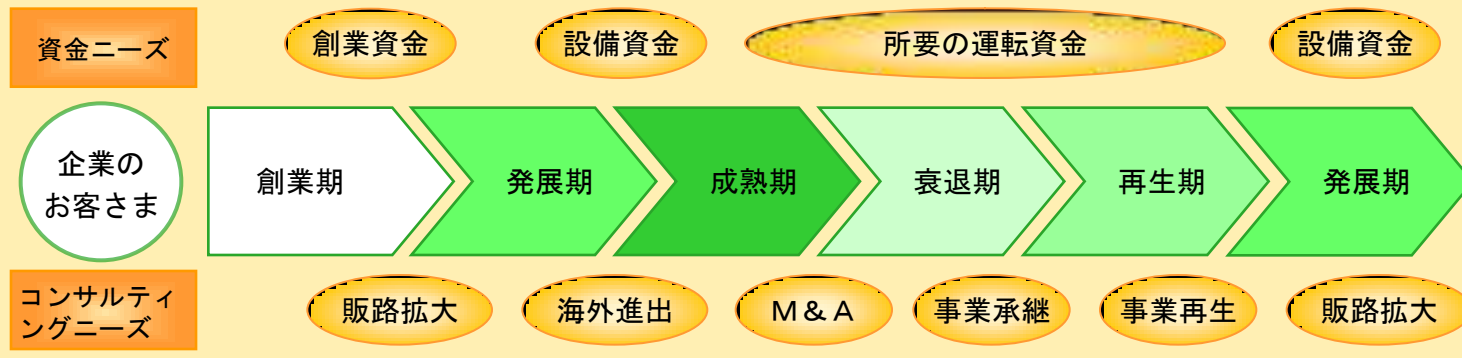 資金ニーズ
創業資金
設備資金
所要の運転資金
設備資金
企業の
お客さま
創業期
発展期
成熟期
衰退期
再生期
発展期
コンサルティ
ングニーズ
販路拡大
海外進出
M&A
事業承継
事業再生
販路拡大